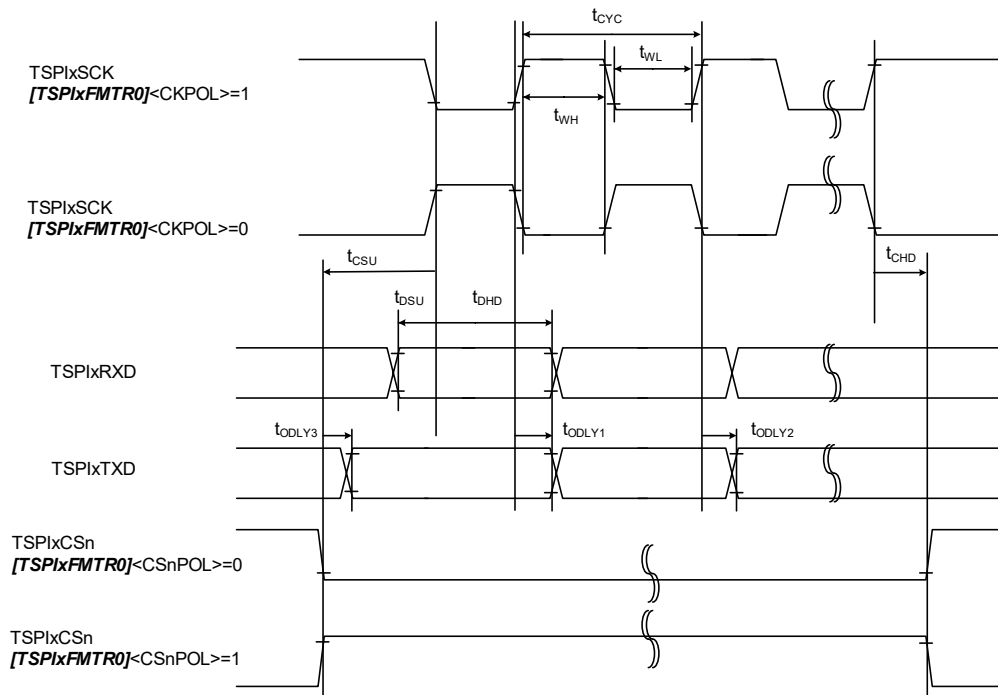 tCYC
TSPIxSCK
[TSPIxFMTR0]<CKPOL>=1
tWL
tWH
TSPIxSCK
[TSPIxFMTR0]<CKPOL>=0
tCSU
tCHD
tDSU
tDHD
TSPIxRXD
tODLY3
tODLY1
tODLY2
TSPIxTXD
TSPIxCSn
[TSPIxFMTR0]<CSnPOL>=0
TSPIxCSn
[TSPIxFMTR0]<CSnPOL>=1